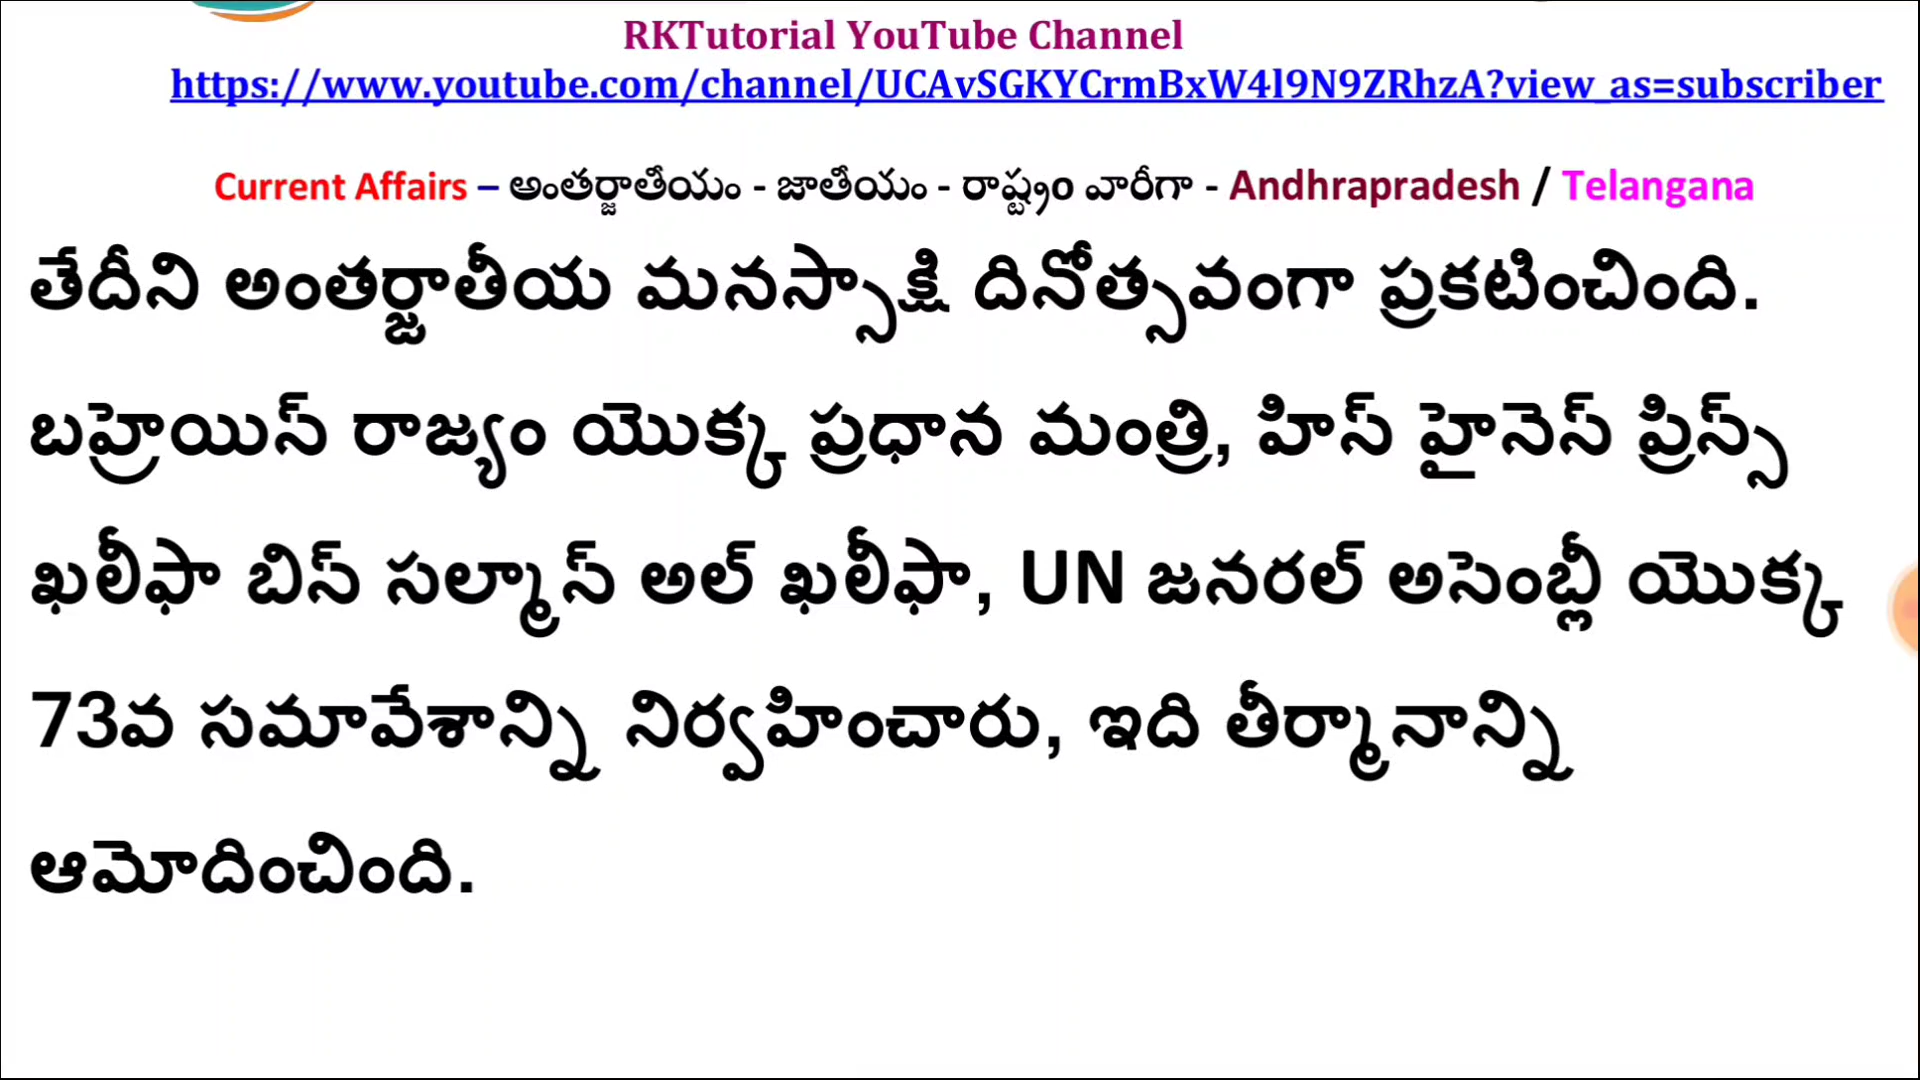 RKTutorial YouTube Channel
https://www.youtube.com/channel/UCAvSGKYCrmBxW4l9N9ZRhzA?view_as=subscriber
Current Affairs – అంతర్జాతీయం - జాతీయం - రాష్ట్రం వారీగా - Andhrapradesh / Telangana
తేదీని అంతర్జాతీయ మనస్సాక్షి దినోత్సవంగా ప్రకటించింది.
బహ్రెయిన్ రాజ్యం యొక్క ప్రధాన మంత్రి, హిస్ హైనెస్ ప్రిన్స్
ఖలీఫా బిన్ సల్మాన్ అల్ ఖలీఫా, UN జనరల్ అసెంబ్లీ యొక్క
73వ సమావేశాన్ని నిర్వహించారు, ఇది తీర్మానాన్ని
ఆమోదించింది.